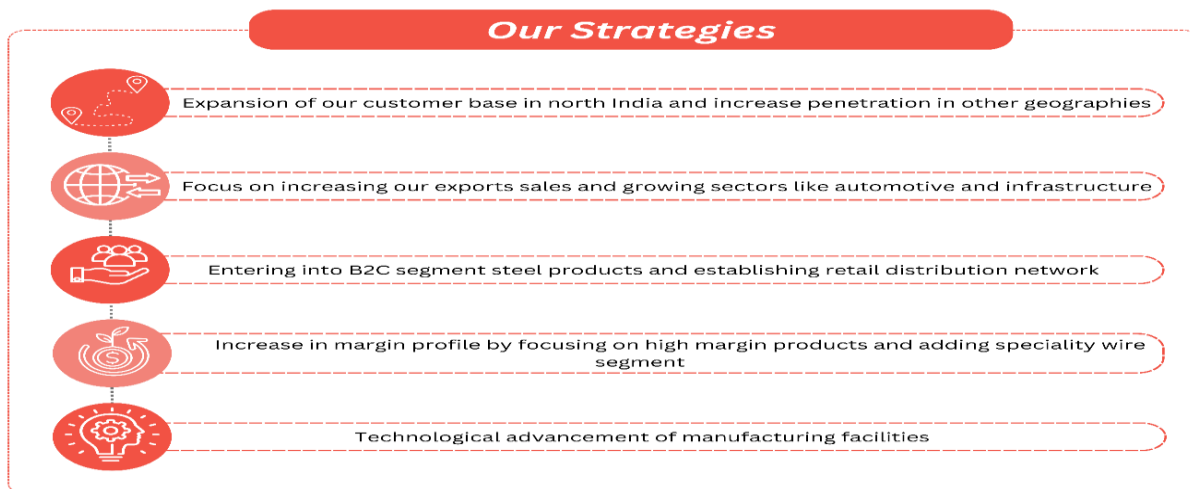 Our Strategies
Expansion of our customer base in north India and increase penetration in other geographies
Focus on increasing our exports sales and growing sectors like automotive and infrastructure
Entering into B2C segment steel products and establishing retail distribution network
Increase in margin profile by focusing on high margin products and adding speciality wire
segment
$
Technological advancement of manufacturing facilities